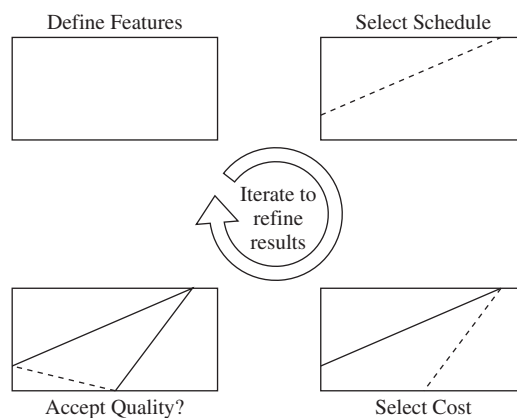 Define Features
Select Schedule
Iterate to
refine
results
Accept Quality?
Select Cost